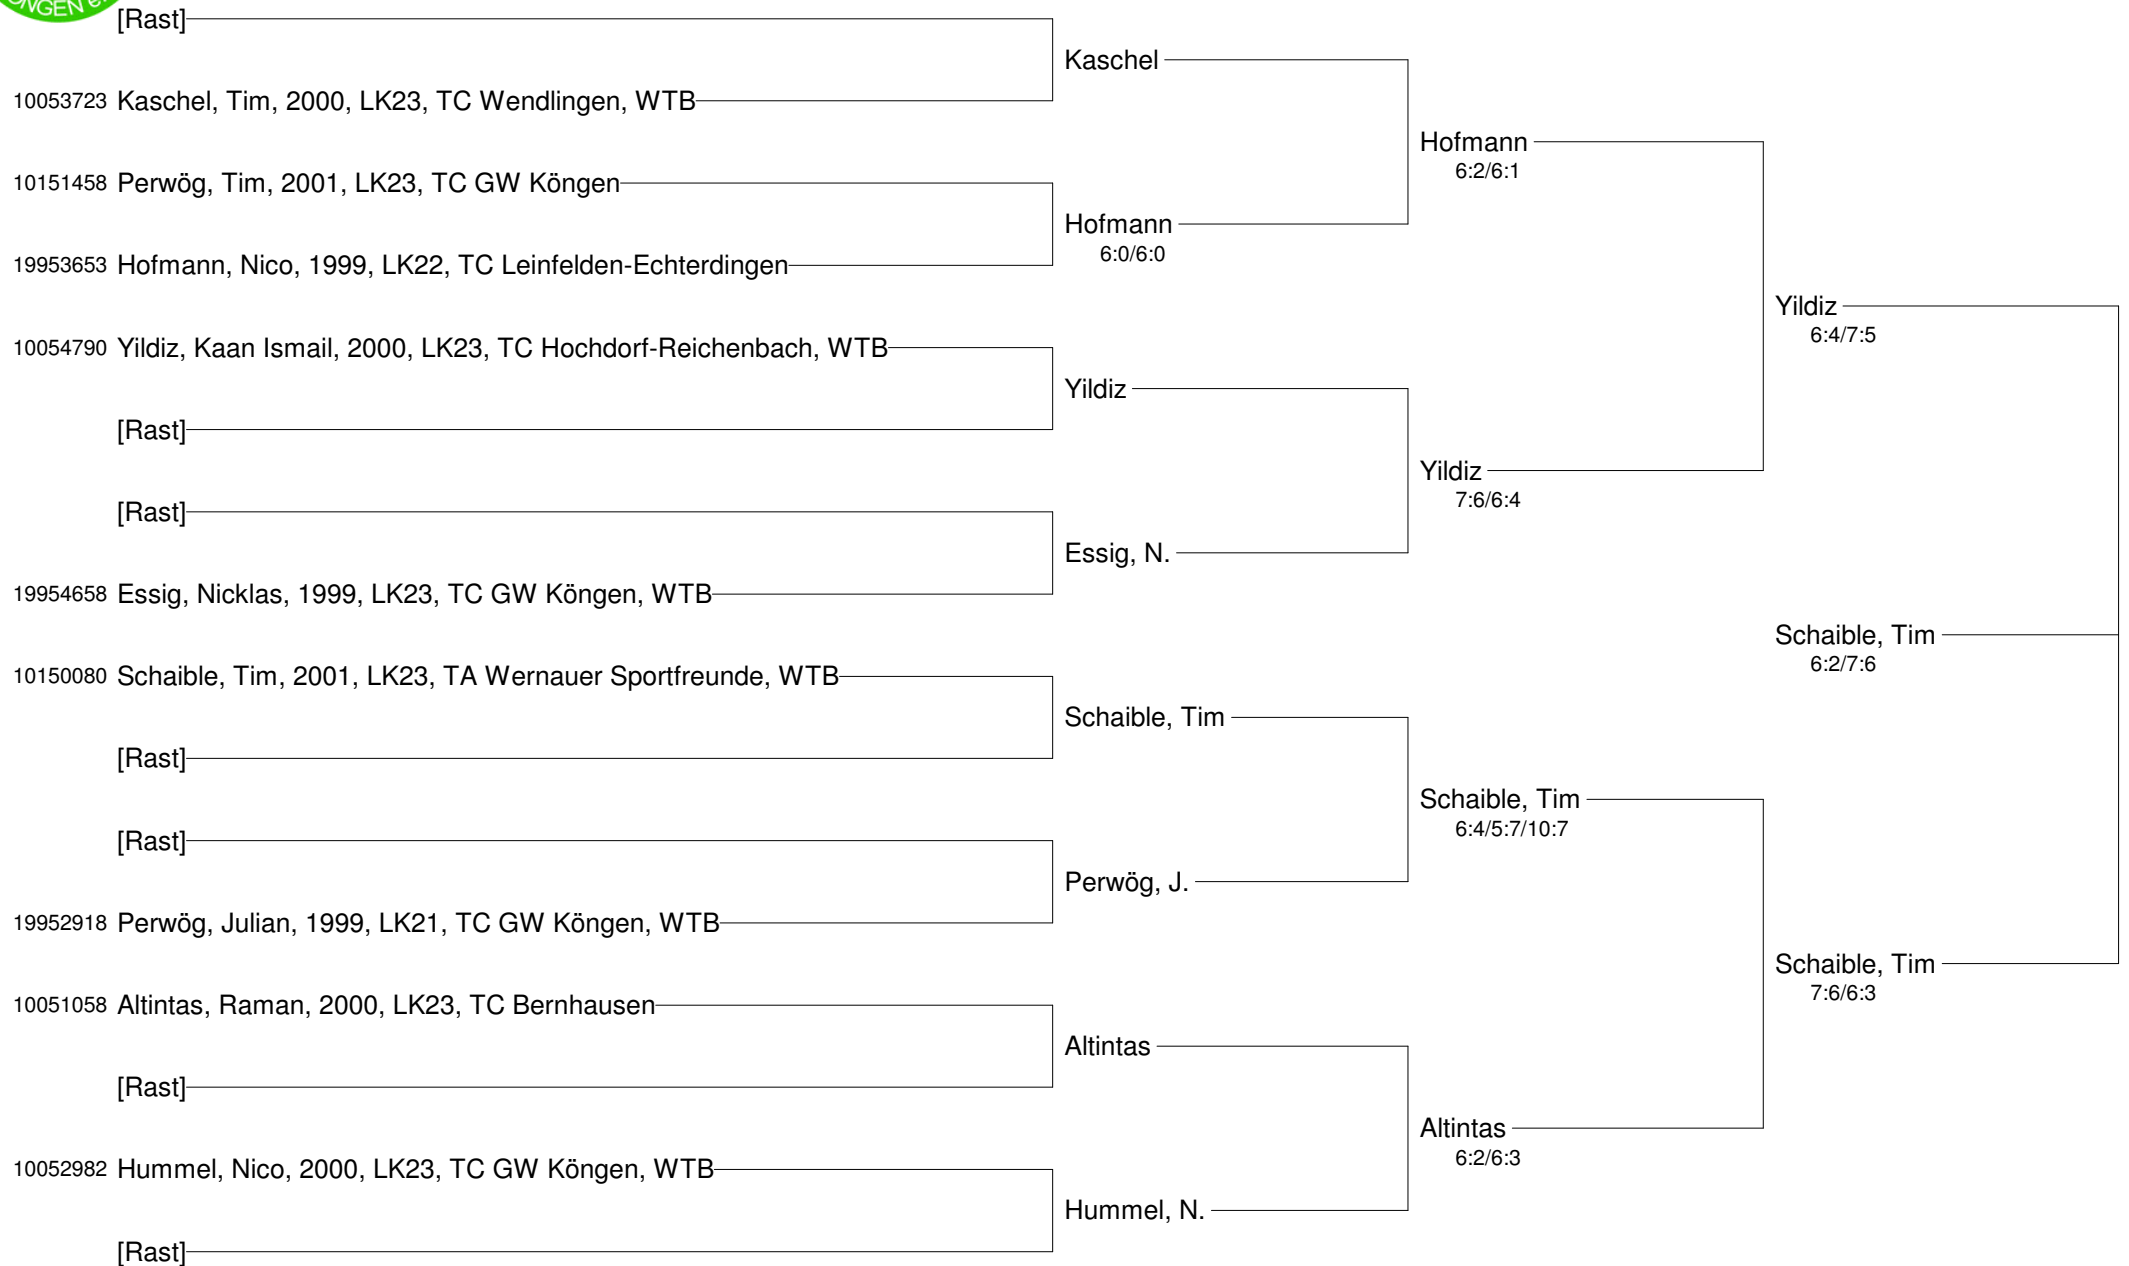 ÖNGEN e.
[Rast]
Kaschel
10053723 Kaschel, Tim, 2000, LK23, TC Wendlingen, WTB
Hofmann
6:2/6:1
10151458 Perwög, Tim, 2001, LK23, TC GW Köngen
Hofmann
6:0/6:0
19953653 Hofmann, Nico, 1999, LK22, TC Leinfelden-Echterdingen
Yildiz
6:4/7:5
10054790 Yildiz, Kaan Ismail, 2000, LK23, TC Hochdorf-Reichenbach, WTB
Yildiz
[Rast]
Yildiz
7:6/6:4
[Rast]
Essig, N.
19954658 Essig, Nicklas, 1999, LK23, TC GW Köngen, WTB
Schaible, Tim
6:2/7:6
10150080 Schaible, Tim, 2001, LK23, TA Wernauer Sportfreunde, WTB
Schaible, Tim
[Rast]
Schaible, Tim
6:4/5:7/10:7
[Rast]
Perwög, J.
19952918 Perwög, Julian, 1999, LK21, TC GW Köngen, WTB
Schaible, Tim
7:6/6:3
10051058 Altintas, Raman, 2000, LK23, TC Bernhausen
Altintas
[Rast]
Altintas
6:2/6:3
10052982 Hummel, Nico, 2000, LK23, TC GW Köngen, WTB
Hummel, N.
[Rast]